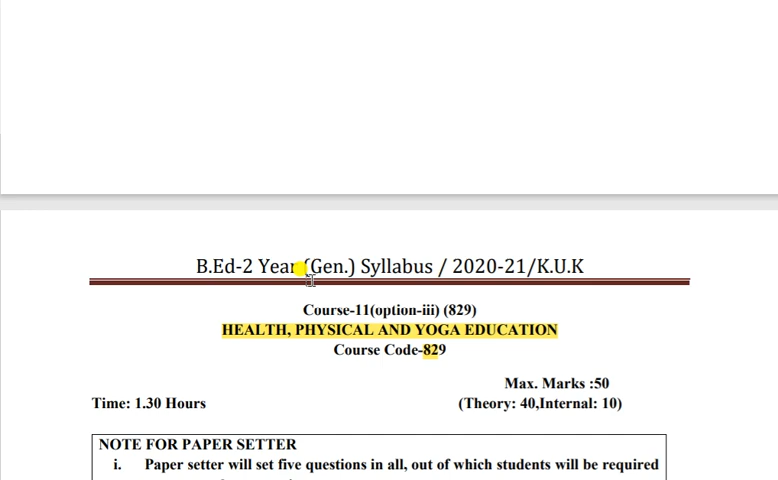 B.Ed-2 Year (Gen.) Syllabus / 2020-21/K.U.K
Course-11(option-iii) (829)
HEALTH, PHYSICAL AND YOGA EDUCATION
Course Code-829
Max. Marks :50
Time: 1.30 Hours (Theory: 40,Internal: 10)
NOTE FOR PAPER SETTER
i. Paper setter will set five questions in all, out of which students will be required